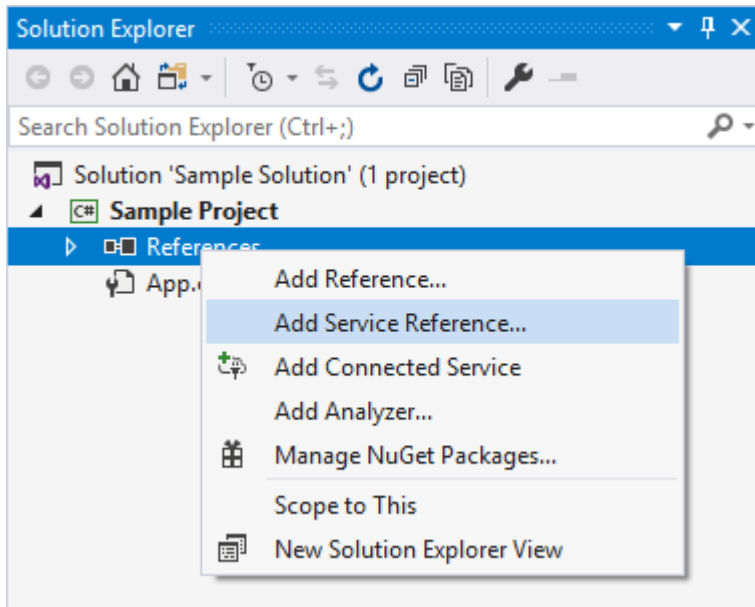 Solution Explorer
Search Solution Explorer (Ctrl+;)
Solution 'Sample Solution' (1 project)
C# Sample Project
References
App.
Add Reference...
Add Service Reference...
Add Connected Service
Add Analyzer...
Manage NuGet Packages...
Scope to This
New Solution Explorer View